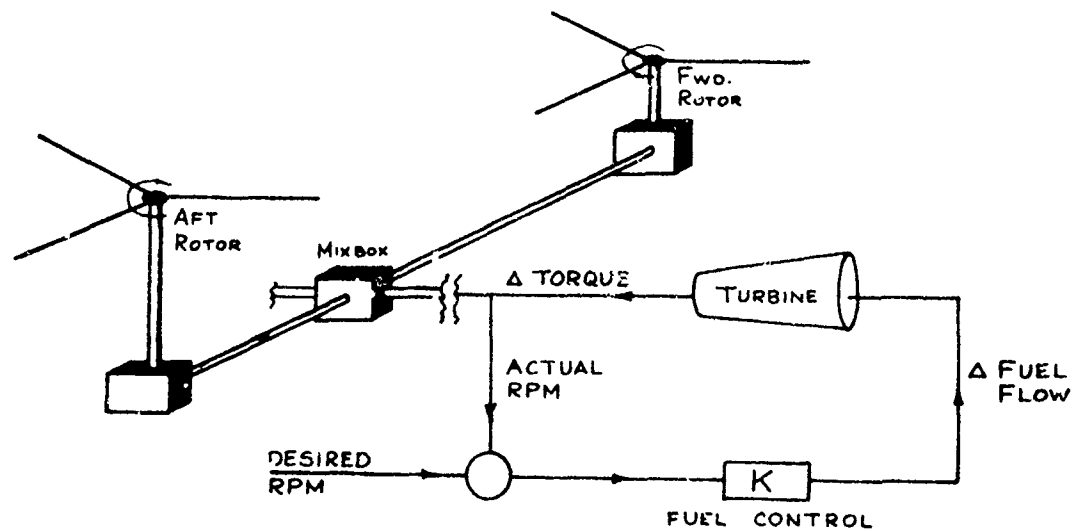 FWD.
ROTOR
AFT
ROTOR
MIXBOX
Δ TORQUE
TURBINE
ACTUAL
RPM
Δ FUEL
FLOW
DESIRED
RPM
K
FUEL CONTROL